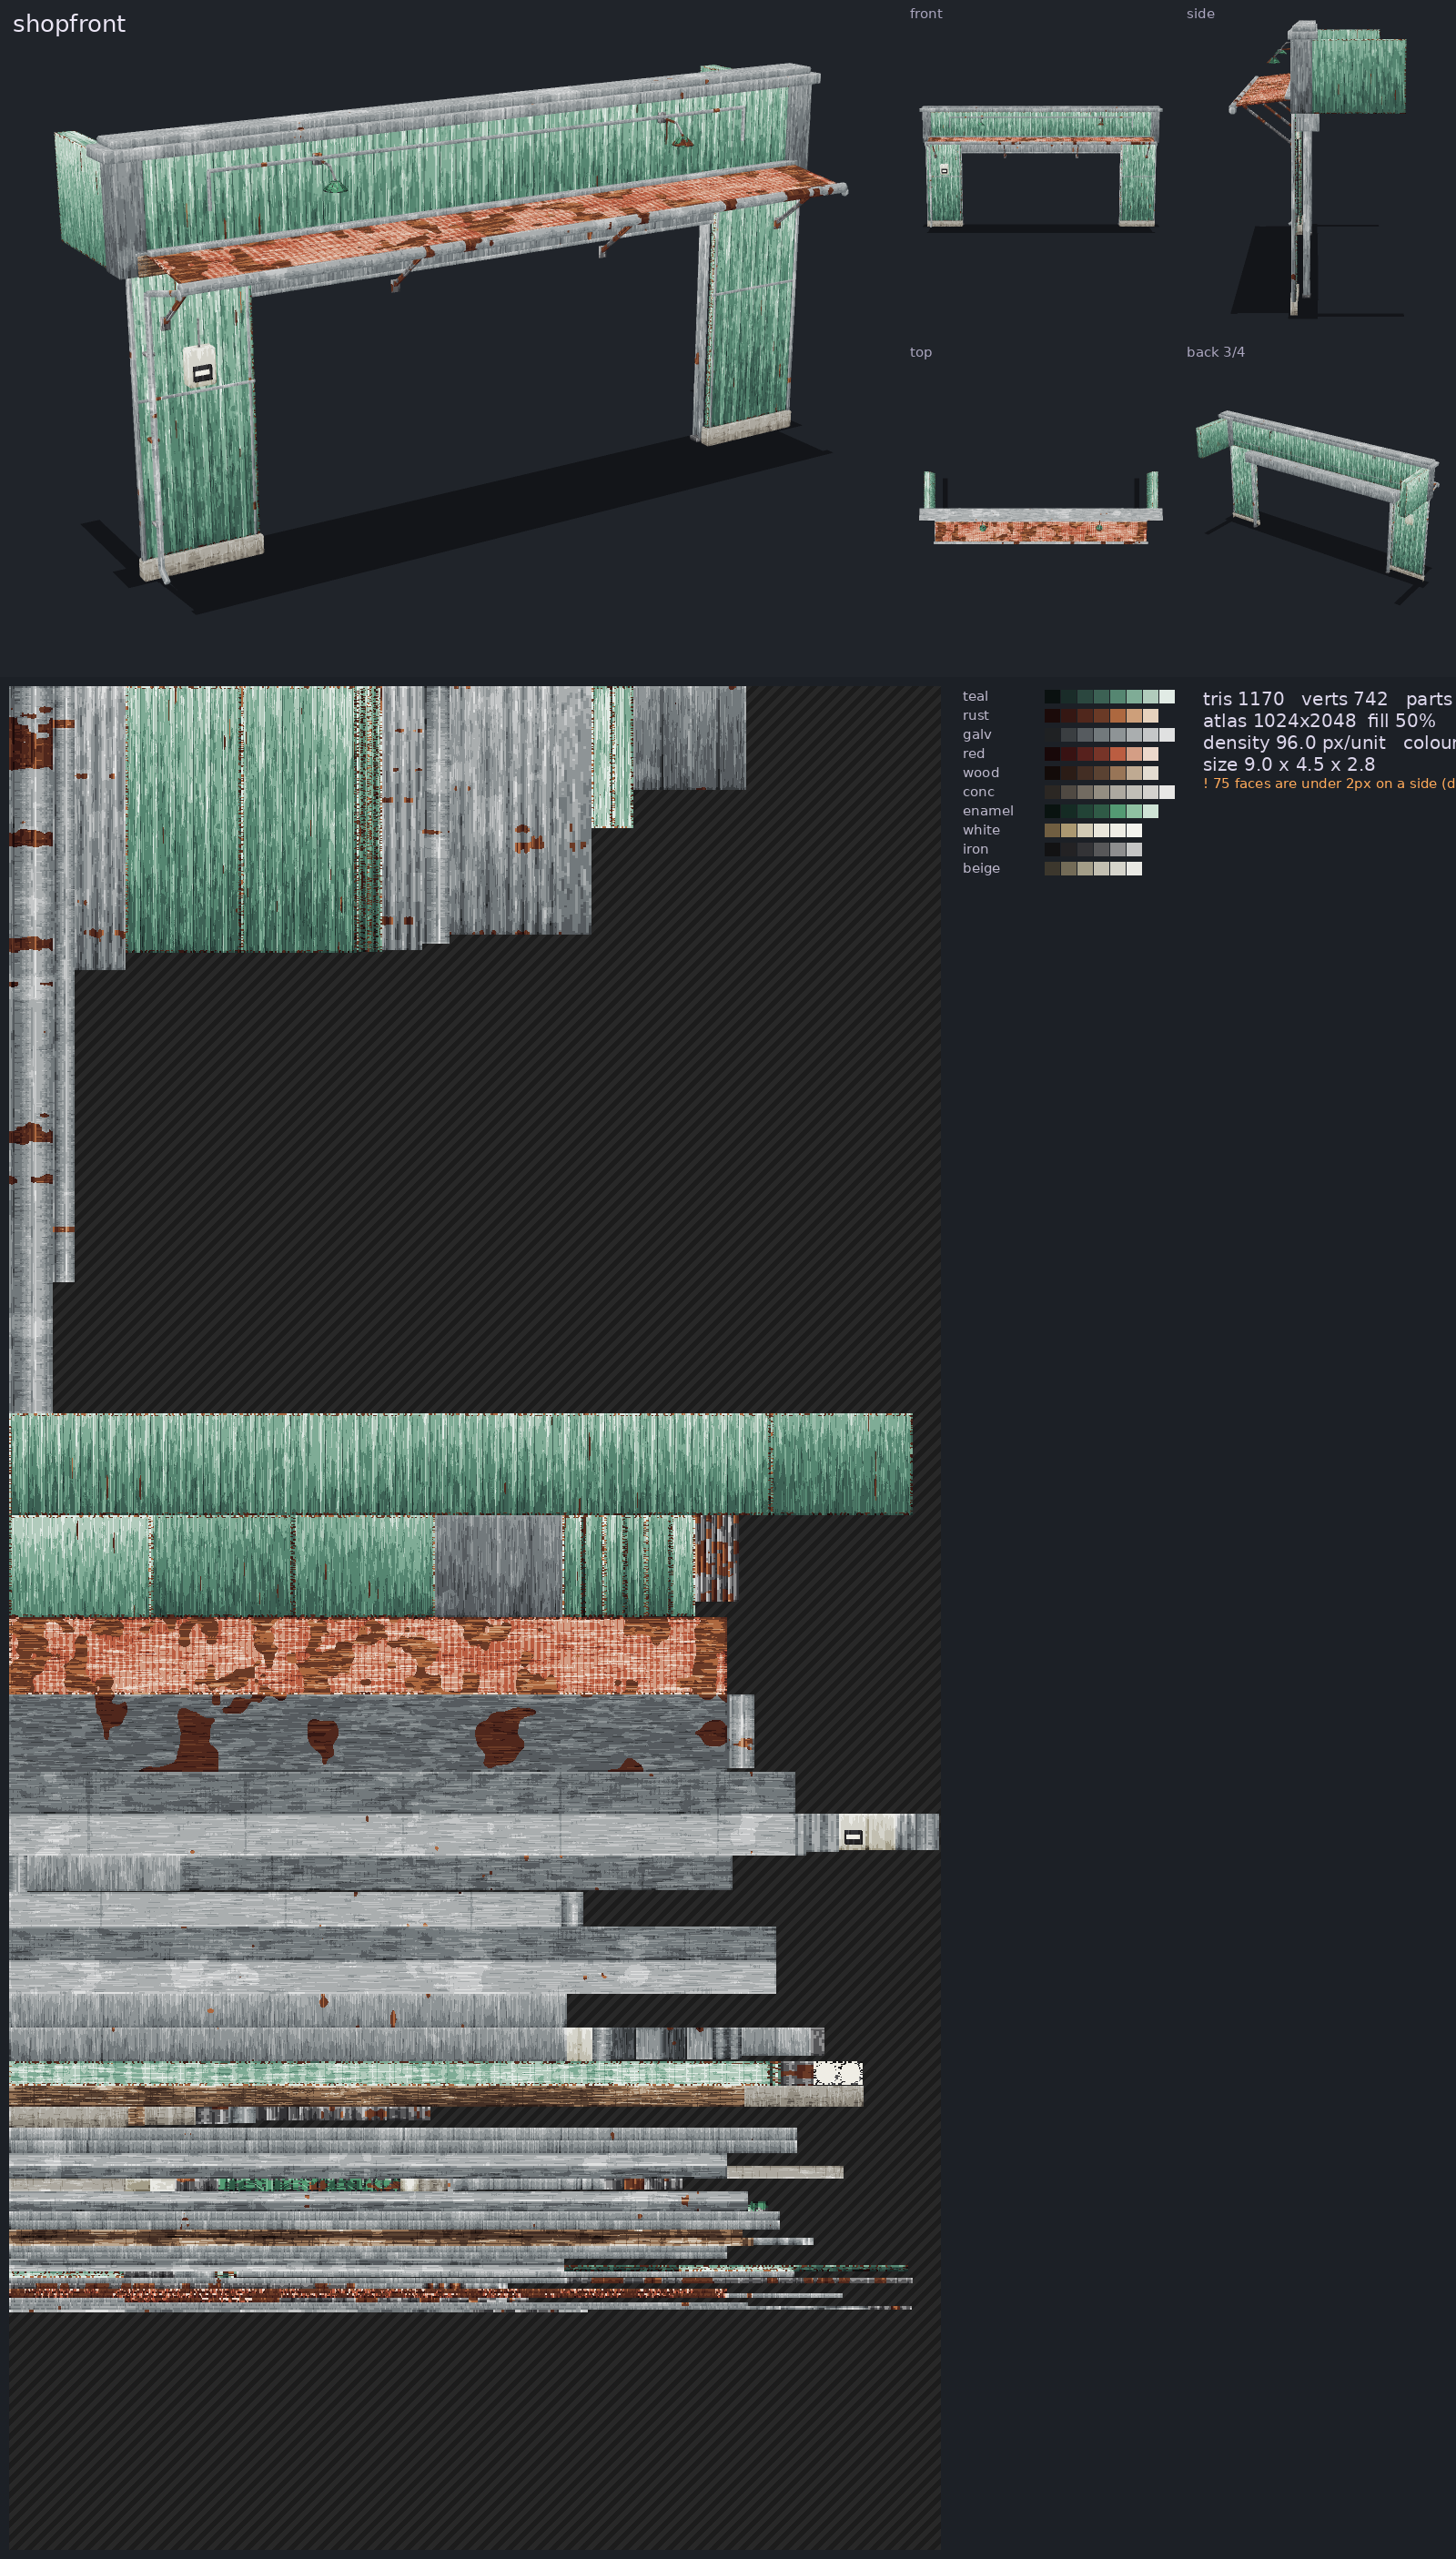 shopfront
front
side
top
back 3/4
teal
rust
galv
red
wood
conc
enamel
white
iron
beige
tris 1170 verts 742 parts
atlas 1024x2048 fill 50%
density 96.0 px/unit colour
size 9.0 x 4.5 x 2.8
! 75 faces are under 2px on a side (d